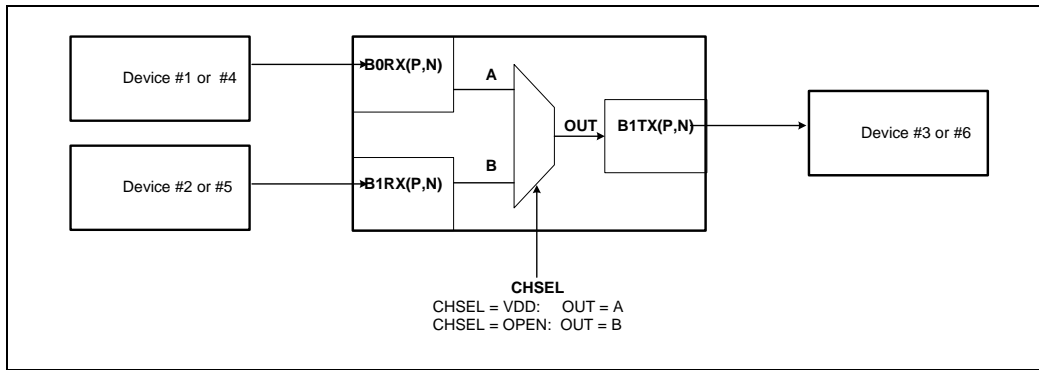 Device #1 or #4
B0RX(P,N)
A
OUT
B1TX(P,N)
Device #3 or #6
Device #2 or #5
B1RX(P,N)
B
CHSEL
CHSEL = VDD: OUT = A
CHSEL = OPEN: OUT = B